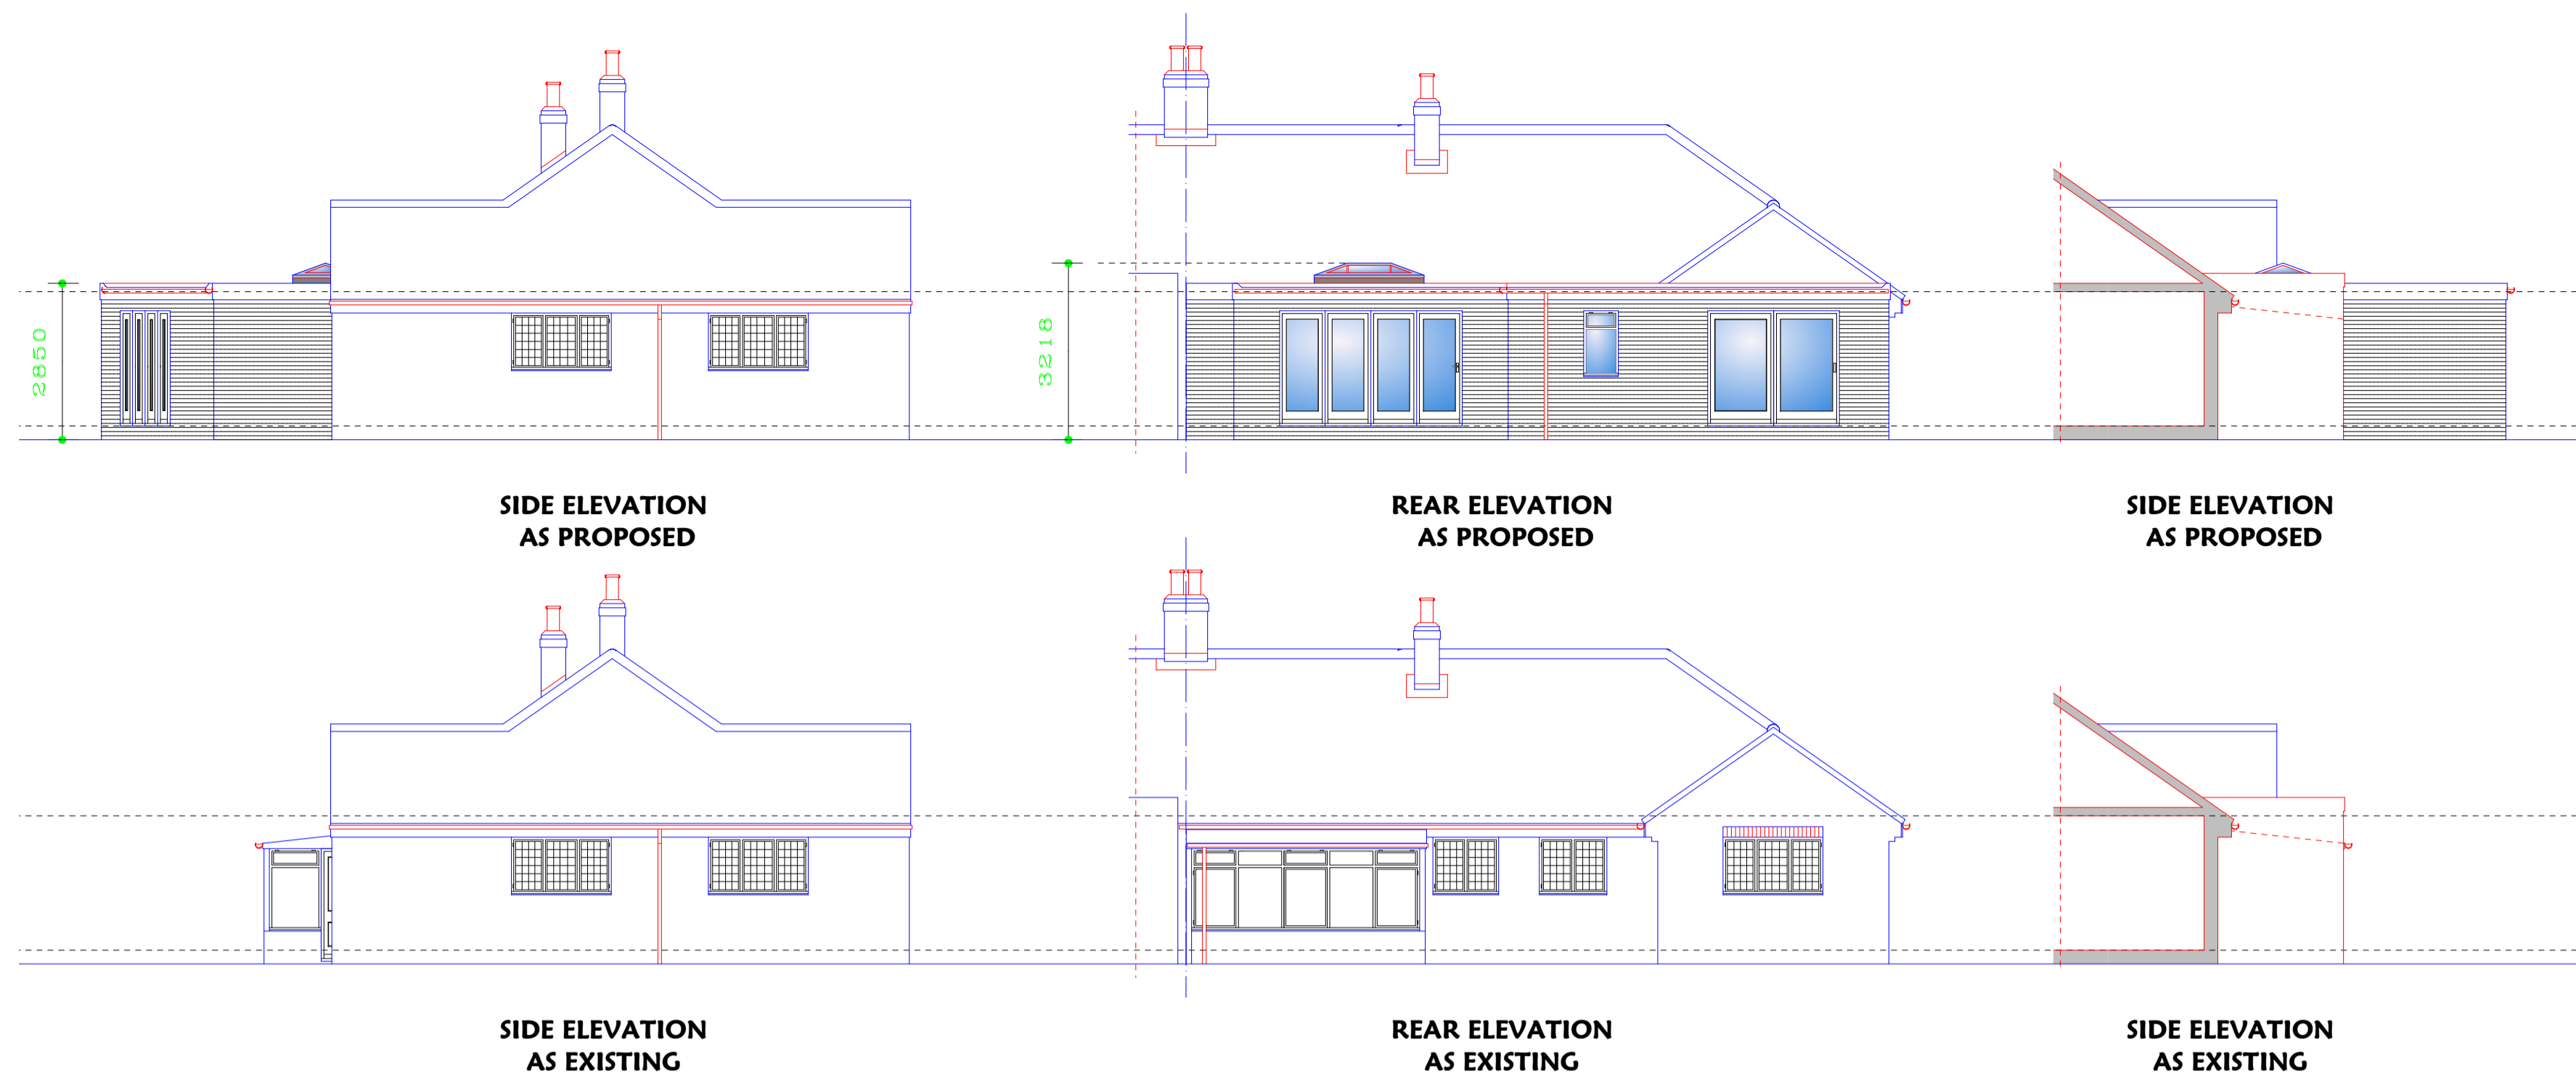 2850
3218
SIDE ELEVATION
AS PROPOSED
REAR ELEVATION
AS PROPOSED
SIDE ELEVATION
AS PROPOSED
SIDE ELEVATION
AS EXISTING
REAR ELEVATION
AS EXISTING
SIDE ELEVATION
AS EXISTING